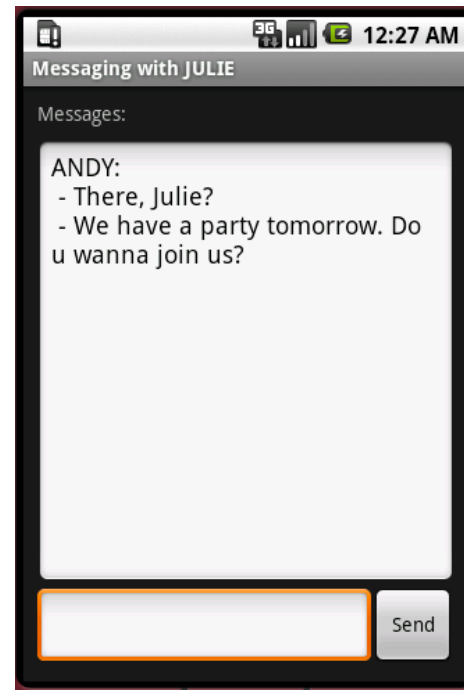 3G 12:27 AM
Messaging with JULIE
Messages:
ANDY:
- There, Julie?
- We have a party tomorrow. Do
u wanna join us?
Send